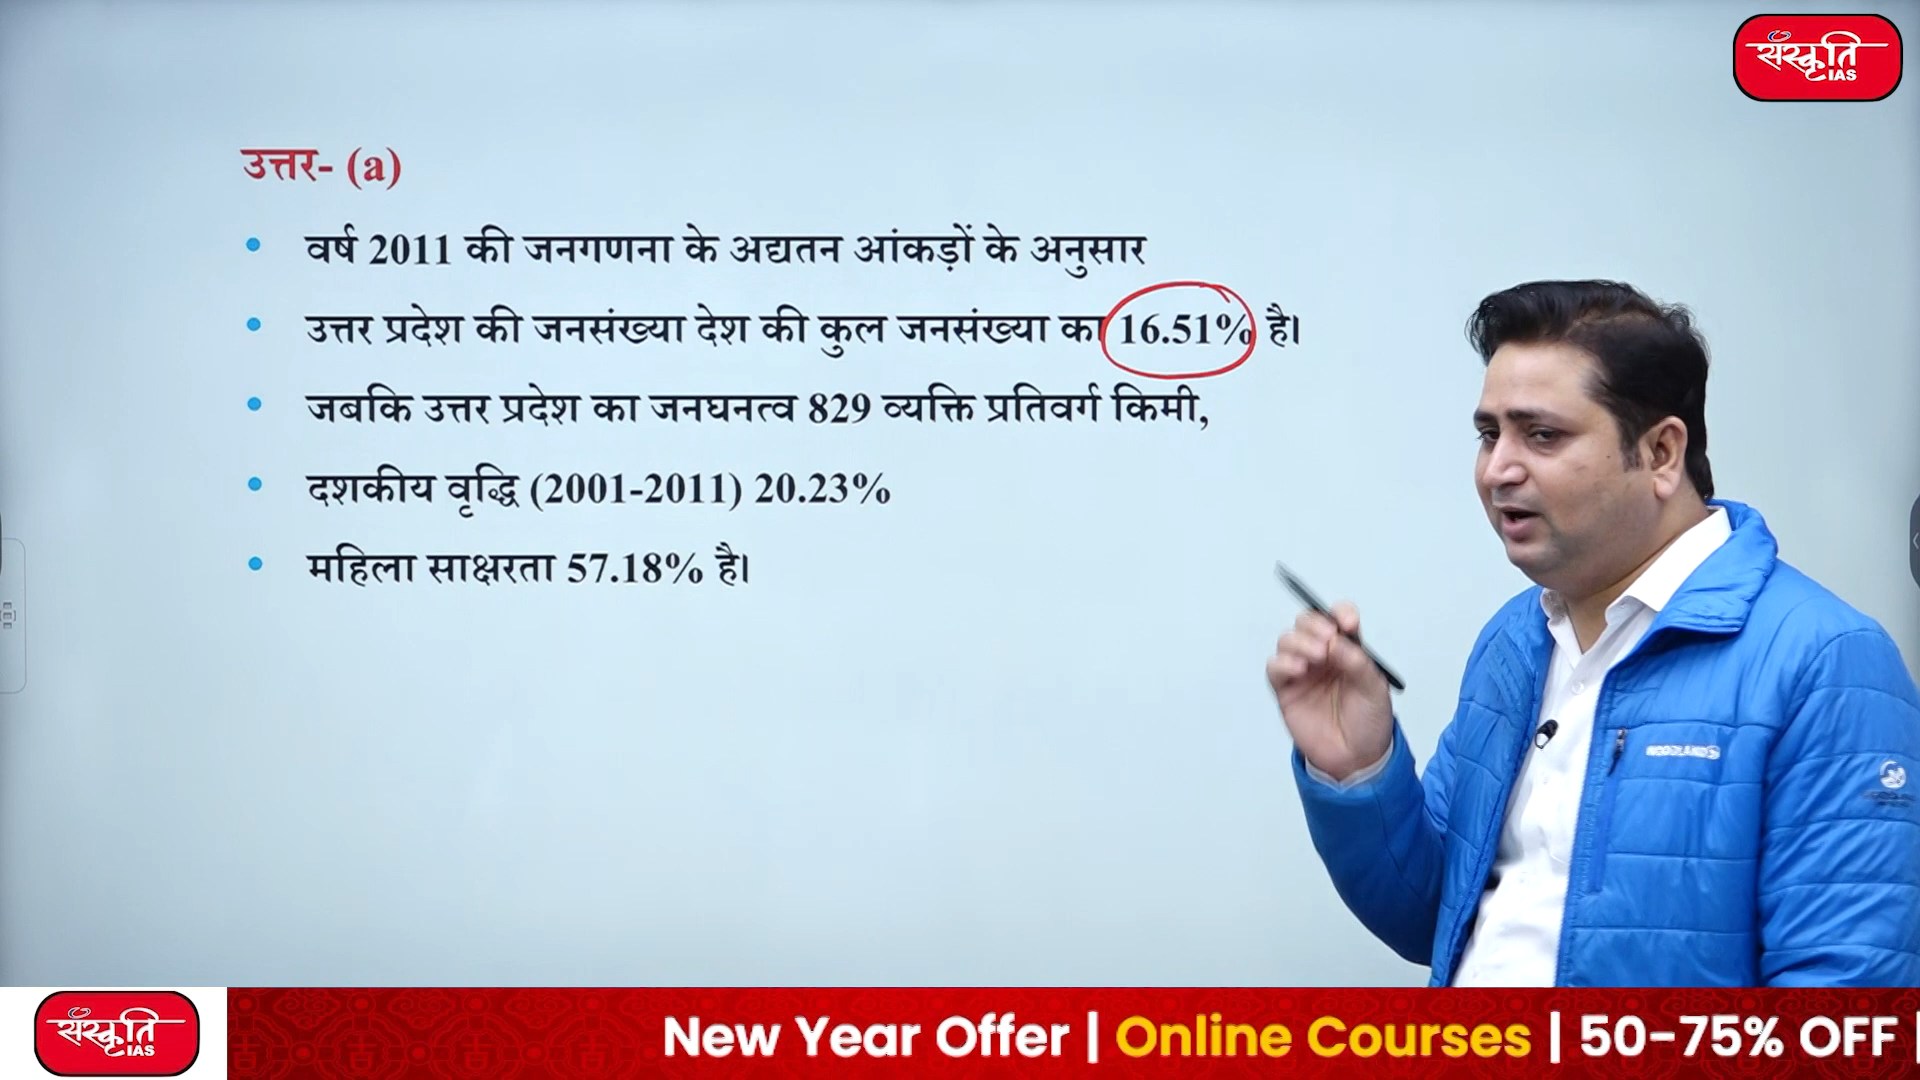 संस्कृति
IAS
उत्तर- (a)
• वर्ष 2011 की जनगणना के अद्यतन आंकड़ों के अनुसार
• उत्तर प्रदेश की जनसंख्या देश की कुल जनसंख्या का 16.51% है।
• जबकि उत्तर प्रदेश का जनघनत्व 829 व्यक्ति प्रतिवर्ग किमी,
• दशकीय वृद्धि (2001-2011) 20.23%
• महिला साक्षरता 57.18% है।
WOODLAND
संस्कृति
IAS
New Year Offer | Online Courses | 50-75% OFF |